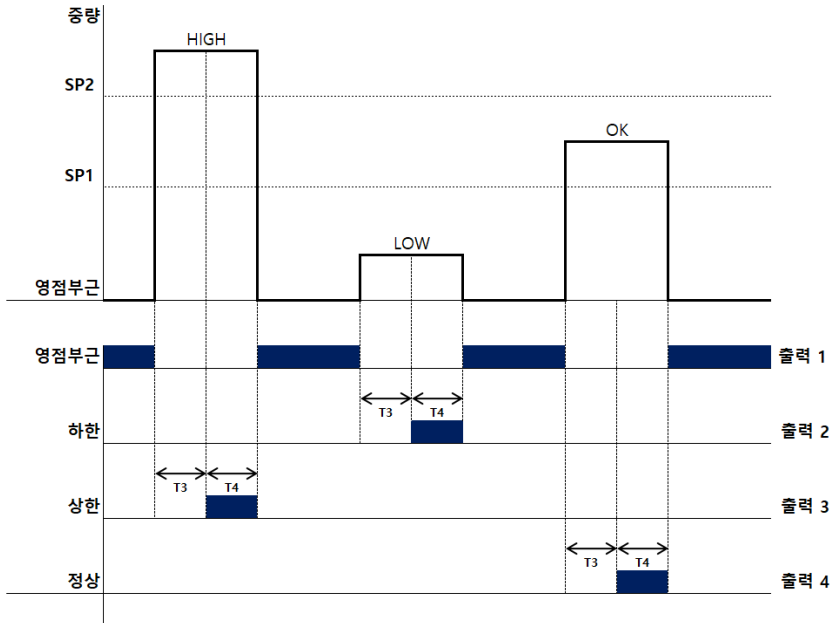 중량
HIGH
SP2
OK
SP1
LOW
영점부근
영점부근 출력 1
T3 T4
하한 출력 2
T3 T4
상한 출력 3
T3 T4
정상 출력 4